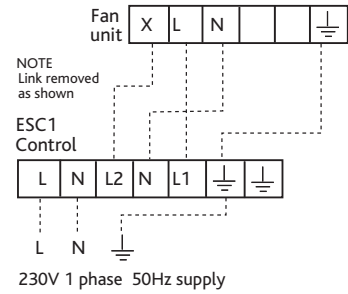 Fan
unit
X L N
NOTE
Link removed
as shown
ESC1
Control
L N L2 N L1
L N
230V 1 phase 50Hz supply